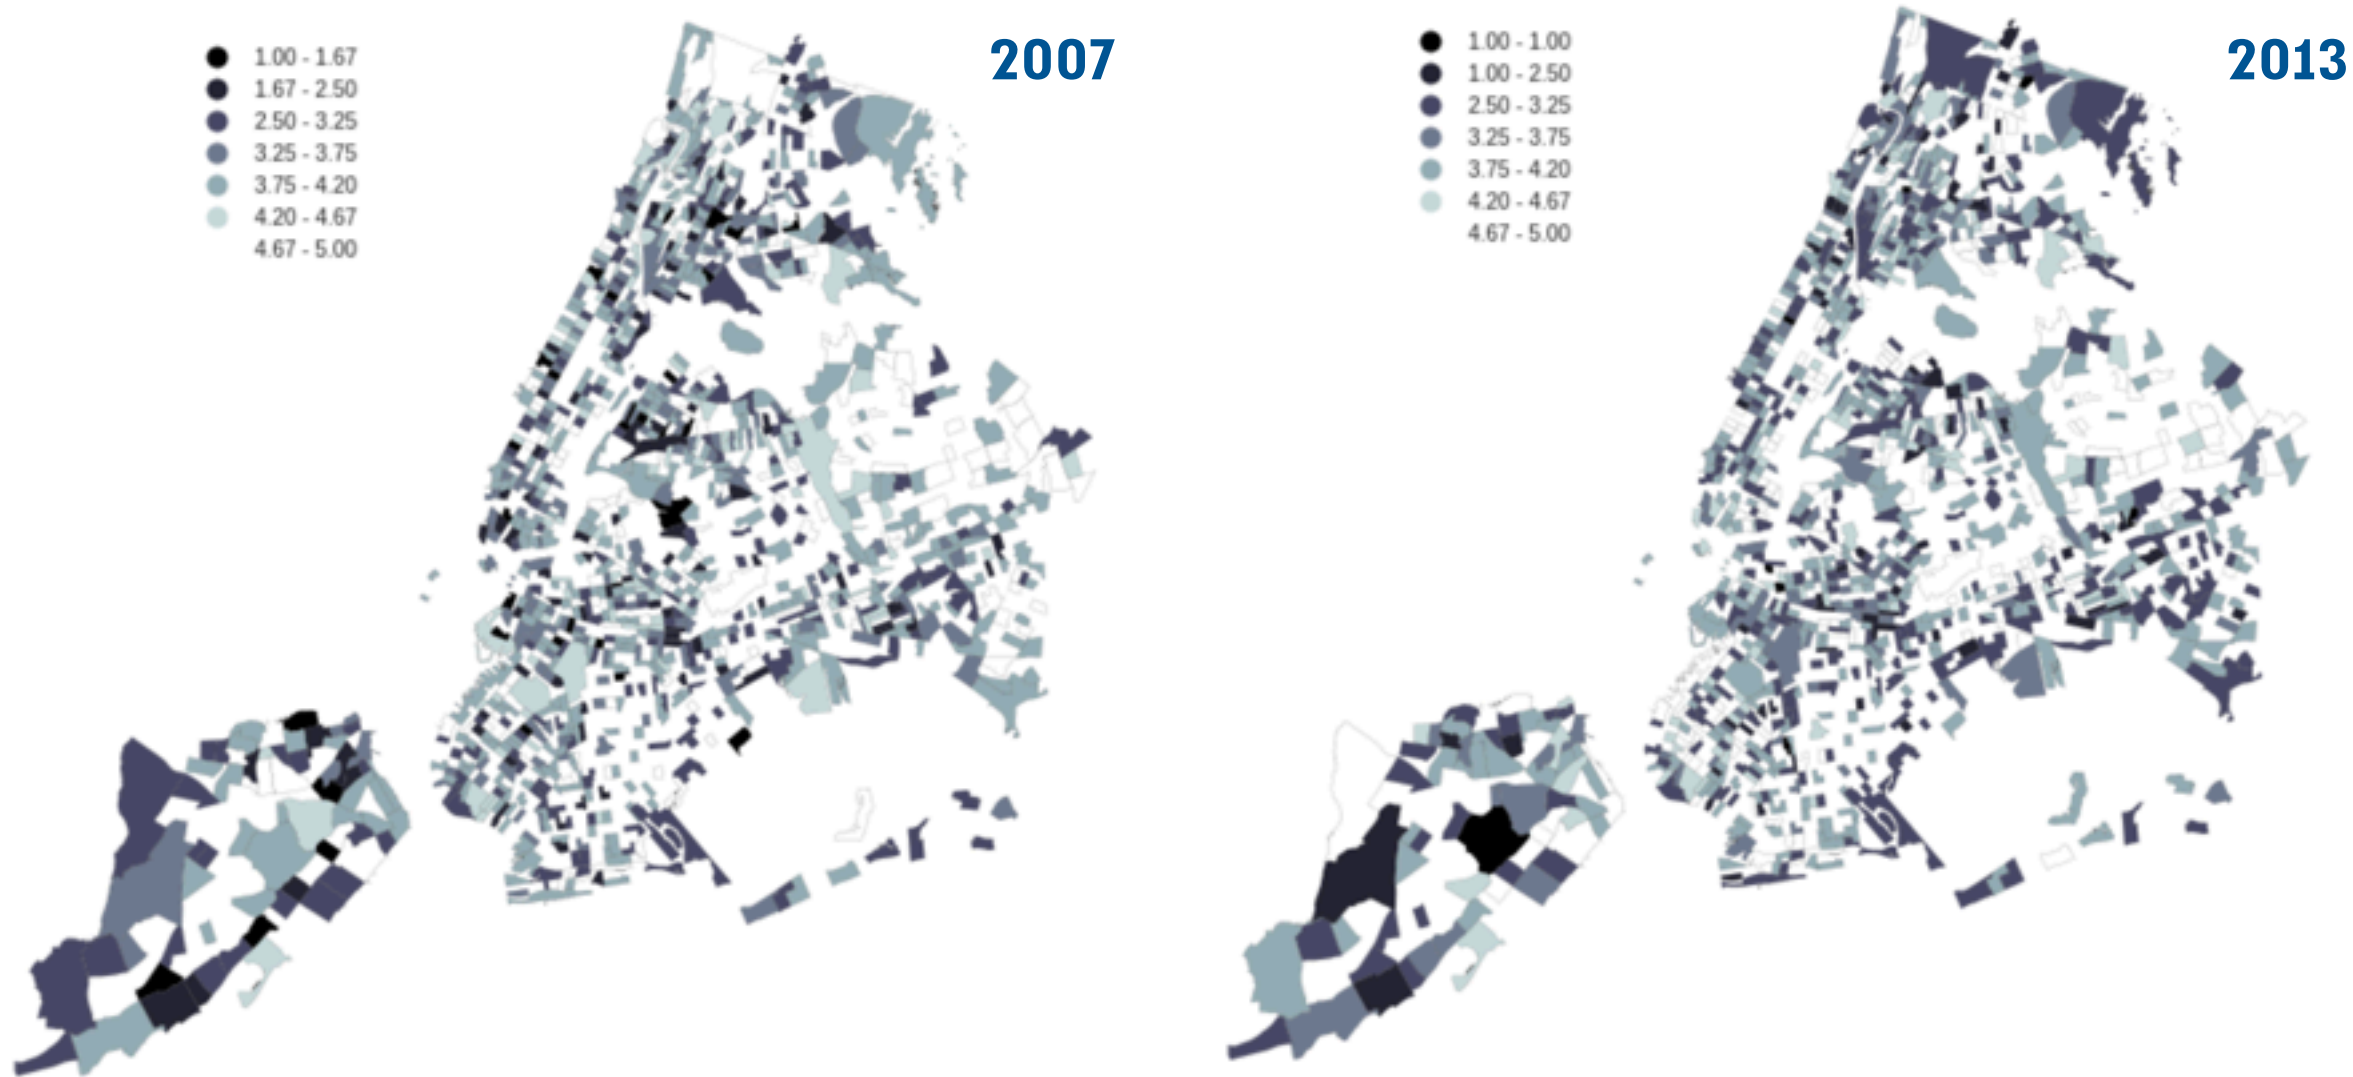 2007
1.00 - 1.67
1.67 - 2.50
2.50 - 3.25
3.25 - 3.75
3.75 - 4.20
4.20 - 4.67
4.67 - 5.00
2013
1.00 - 1.00
1.00 - 2.50
2.50 - 3.25
3.25 - 3.75
3.75 - 4.20
4.20 - 4.67
4.67 - 5.00